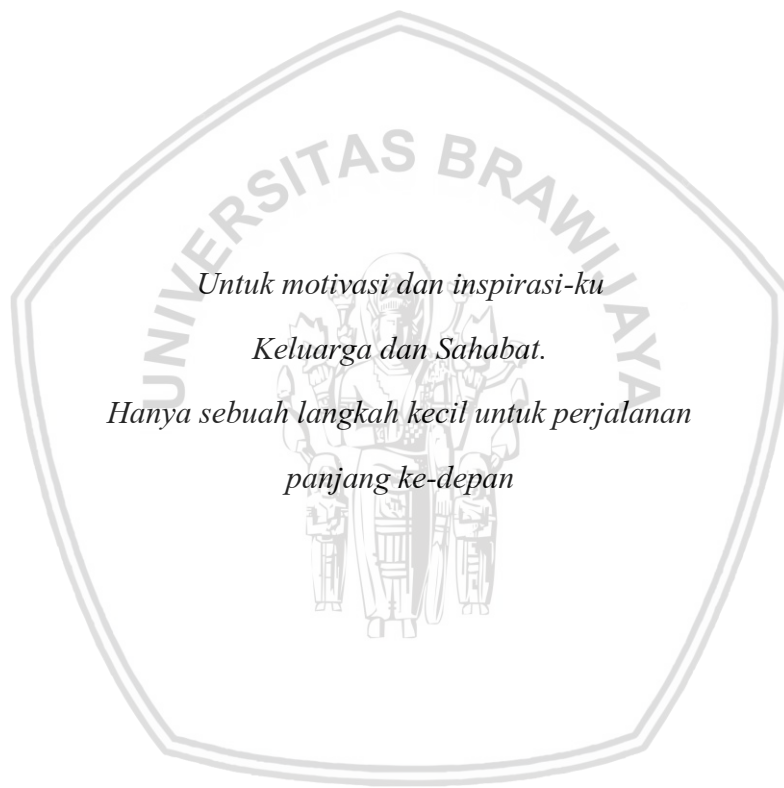 UNIVERSITAS BRAWIJAYA
Untuk motivasi dan inspirasi-ku
Keluarga dan Sahabat.
Hanya sebuah langkah kecil untuk perjalanan
panjang ke-depan